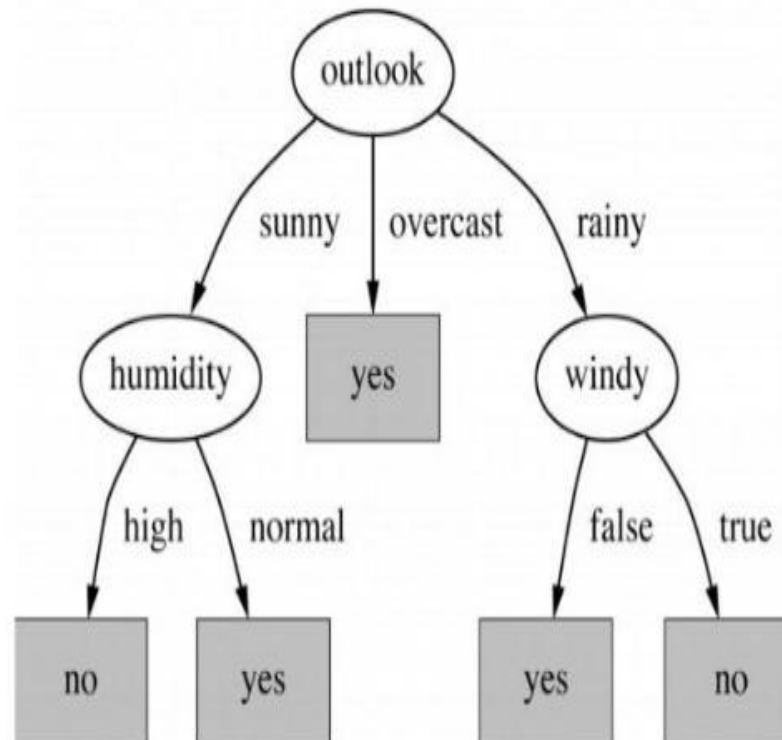 outlook
sunny overcast rainy
humidity yes windy
high normal false true
no yes yes no